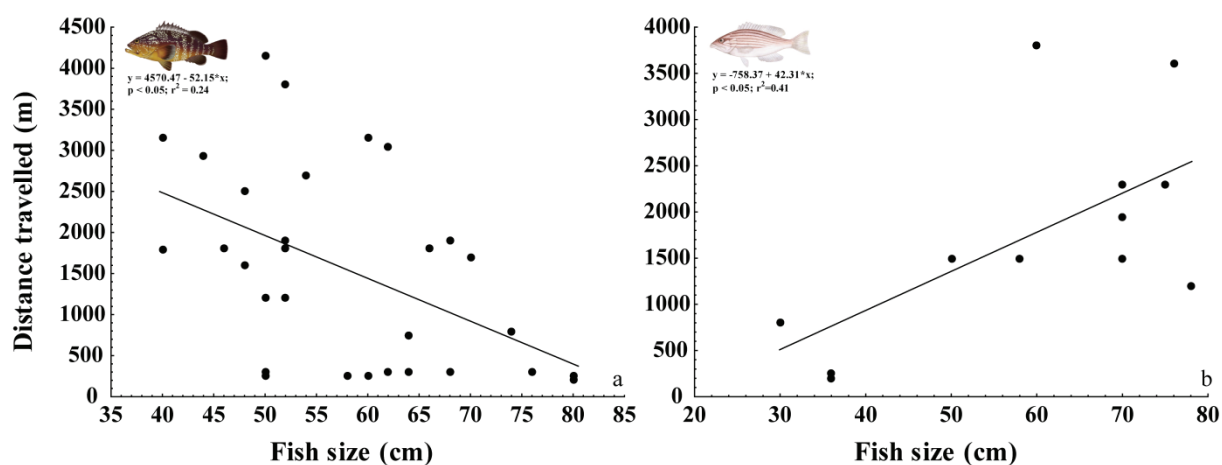 Distance travelled (m)
4500
4000
3500
3000
2500
2000
1500
1000
500
0
y = 4570.47 - 52.15*x;
p < 0.05; r² = 0.24
a
35 40 45 50 55 60 65 70 75 80 85
Fish size (cm)
4000
3500
3000
2500
2000
1500
1000
500
0
y = -758.37 + 42.31*x;
p < 0.05; r²=0.41
b
20 30 40 50 60 70 80
Fish size (cm)